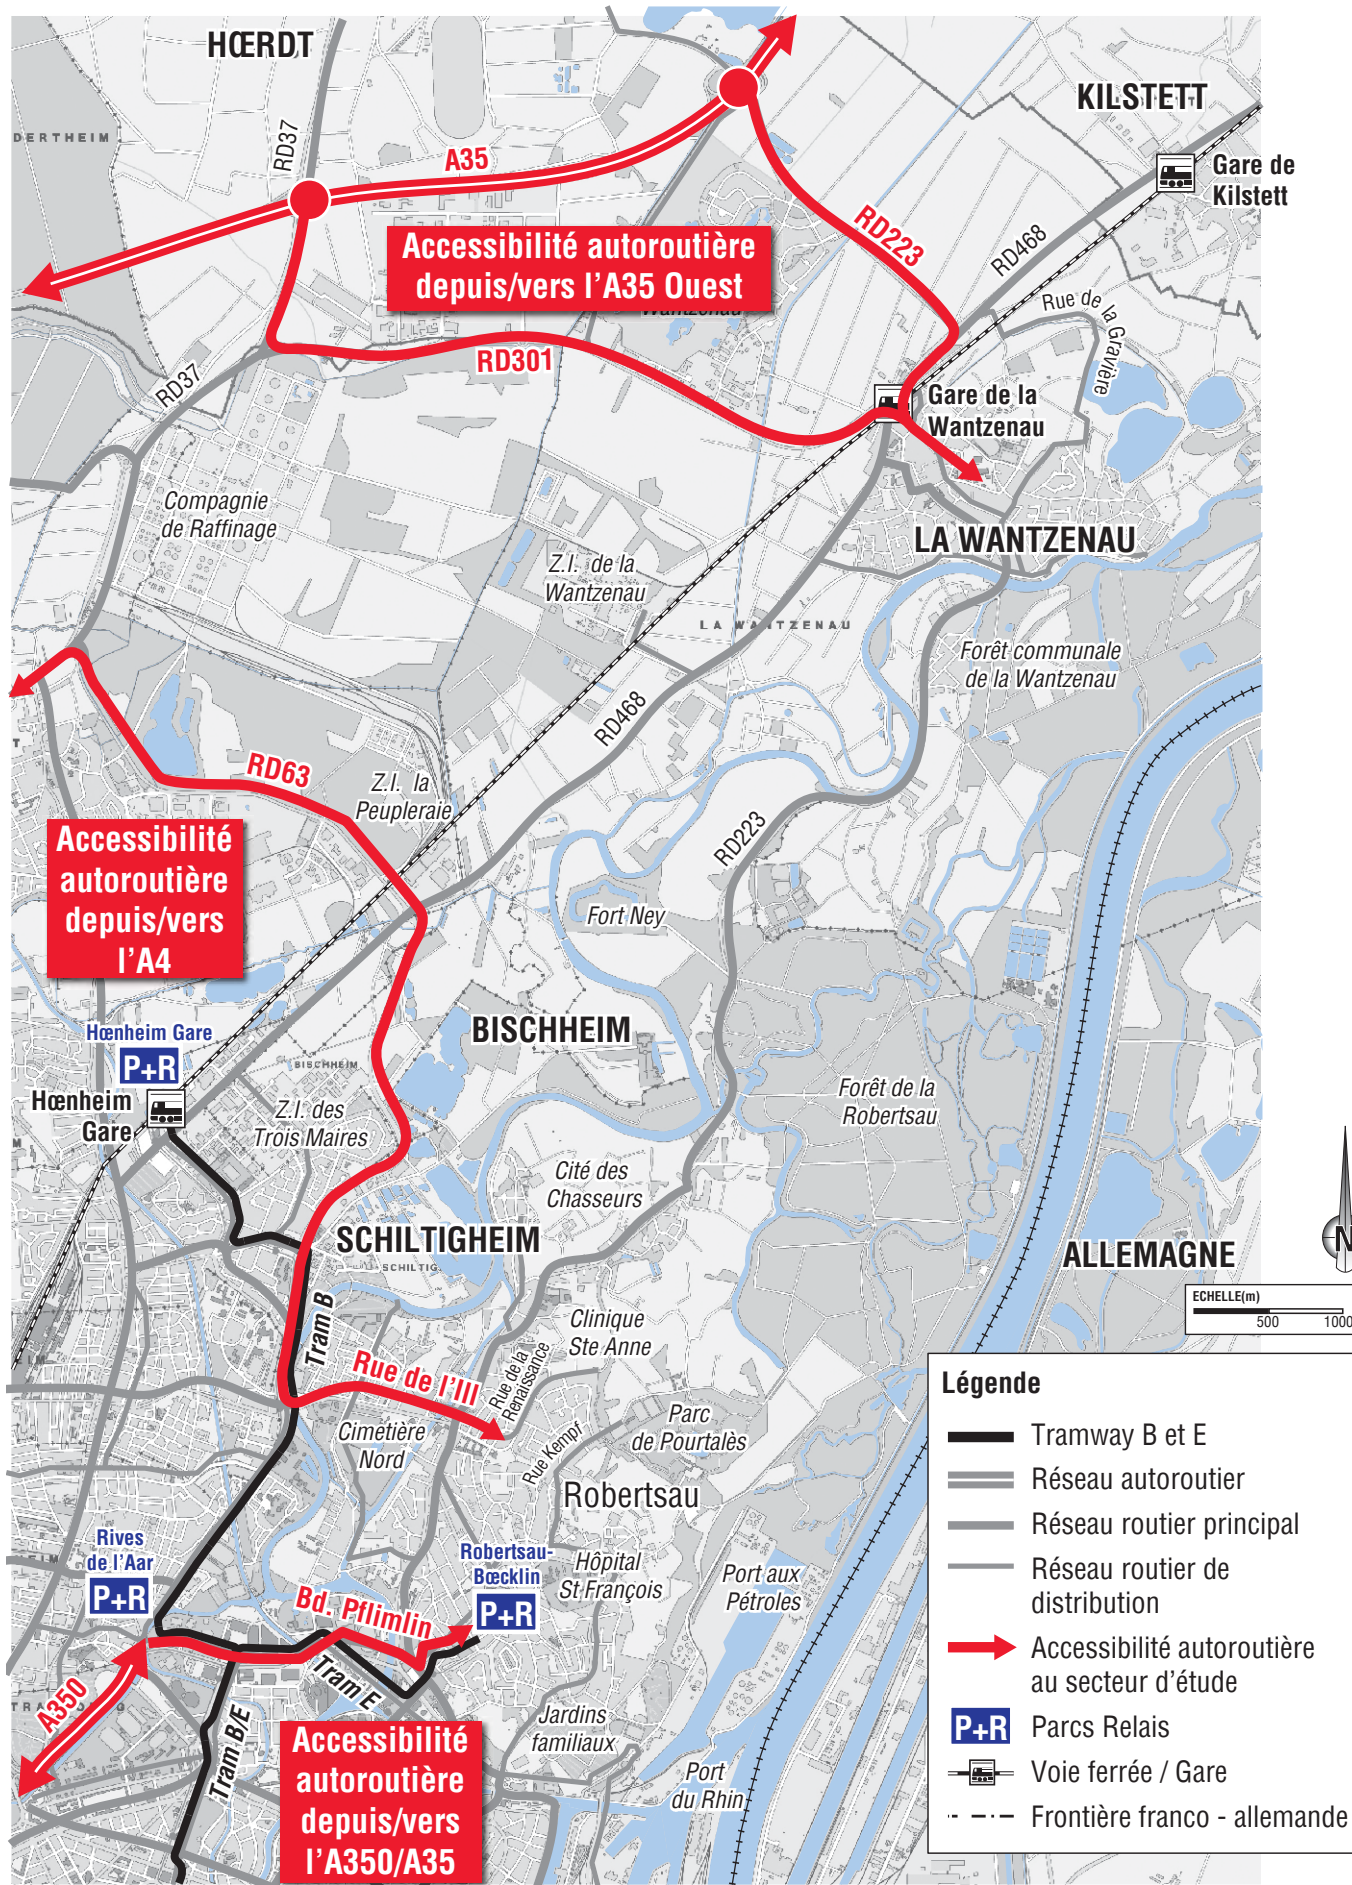 HŒRDT
KILSTETT
DERTHEIM
RD37
A35
Gare de
Kilstett
RD223
RD468
Accessibilité autoroutière
depuis/vers l'A35 Ouest
Wantzenau
Rue de la Gravière
RD301
RD37
Gare de la
Wantzenau
Compagnie
de Raffinage
LA WANTZENAU
Z.I. de la
Wantzenau
LA WANTZENAU
Forêt communale
de la Wantzenau
RD468
RD63
Z.I. la
Peupleraie
Accessibilité
autoroutière
depuis/vers
l'A4
RD223
Fort Ney
Hœnheim Gare
P+R
BISCHHEIM
BISCHHEIM
Hœnheim
Gare
Z.I. des
Trois Maires
Forêt de la
Robertsau
Cité des
Chasseurs
SCHILTIGHEIM
SCHILTIG
ALLEMAGNE
N
ECHELLE(m)
500 1000
Tram B
Clinique
Ste Anne
Rue de l'Ill
Rue de la
Renaissance
Cimetière
Nord
Parc
de Pourtalès
Rue Kempf
Robertsau
Rives
de l'Aar
P+R
Robertsau-
Bœcklin
P+R
Hôpital
St François
Port aux
Pétroles
Bd. Pflimlin
Tram E
A350
Tram B/E
Jardins
familiaux
Port
du Rhin
Accessibilité
autoroutière
depuis/vers
l'A350/A35
Légende
Tramway B et E
Réseau autoroutier
Réseau routier principal
Réseau routier de
distribution
Accessibilité autoroutière
au secteur d'étude
P+R Parcs Relais
Voie ferrée / Gare
Frontière franco - allemande